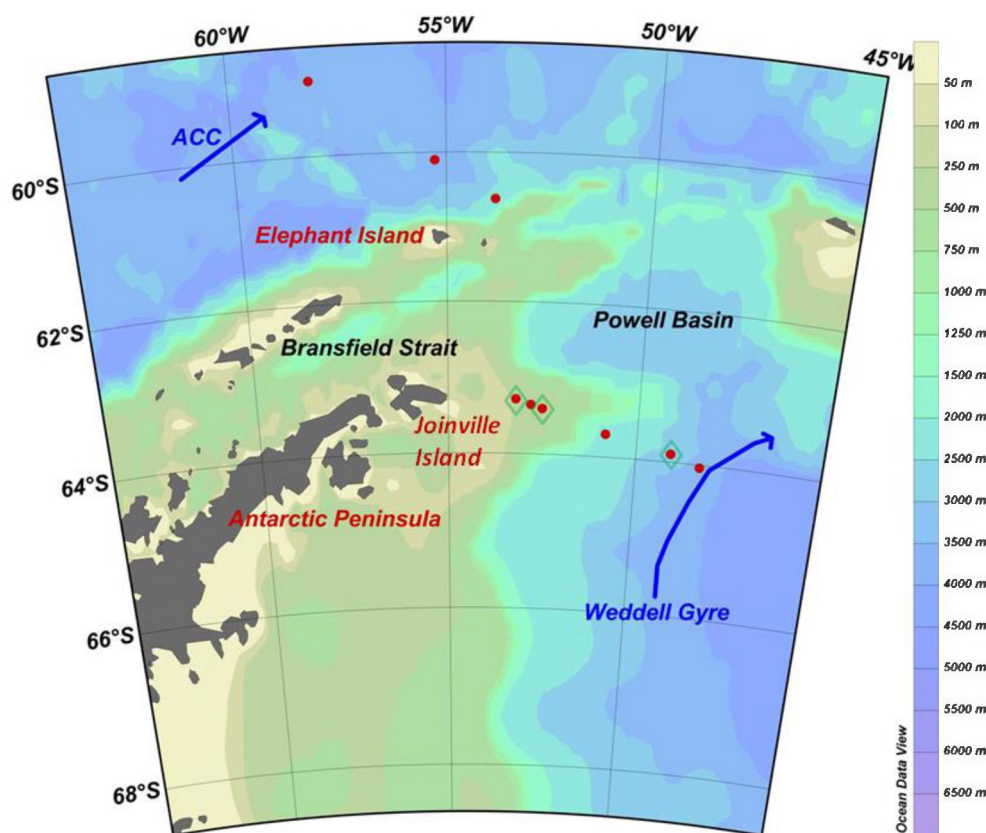 60°W
55°W
50°W
45°W
ACC
60°S
Elephant Island
62°S
Powell Basin
Bransfield Strait
Joinville
Island
64°S
Antarctic Peninsula
Weddell Gyre
66°S
68°S
50 m
100 m
250 m
500 m
750 m
1000 m
1250 m
1500 m
2000 m
2500 m
3000 m
3500 m
4000 m
4500 m
5000 m
5500 m
6000 m
6500 m
Ocean Data View